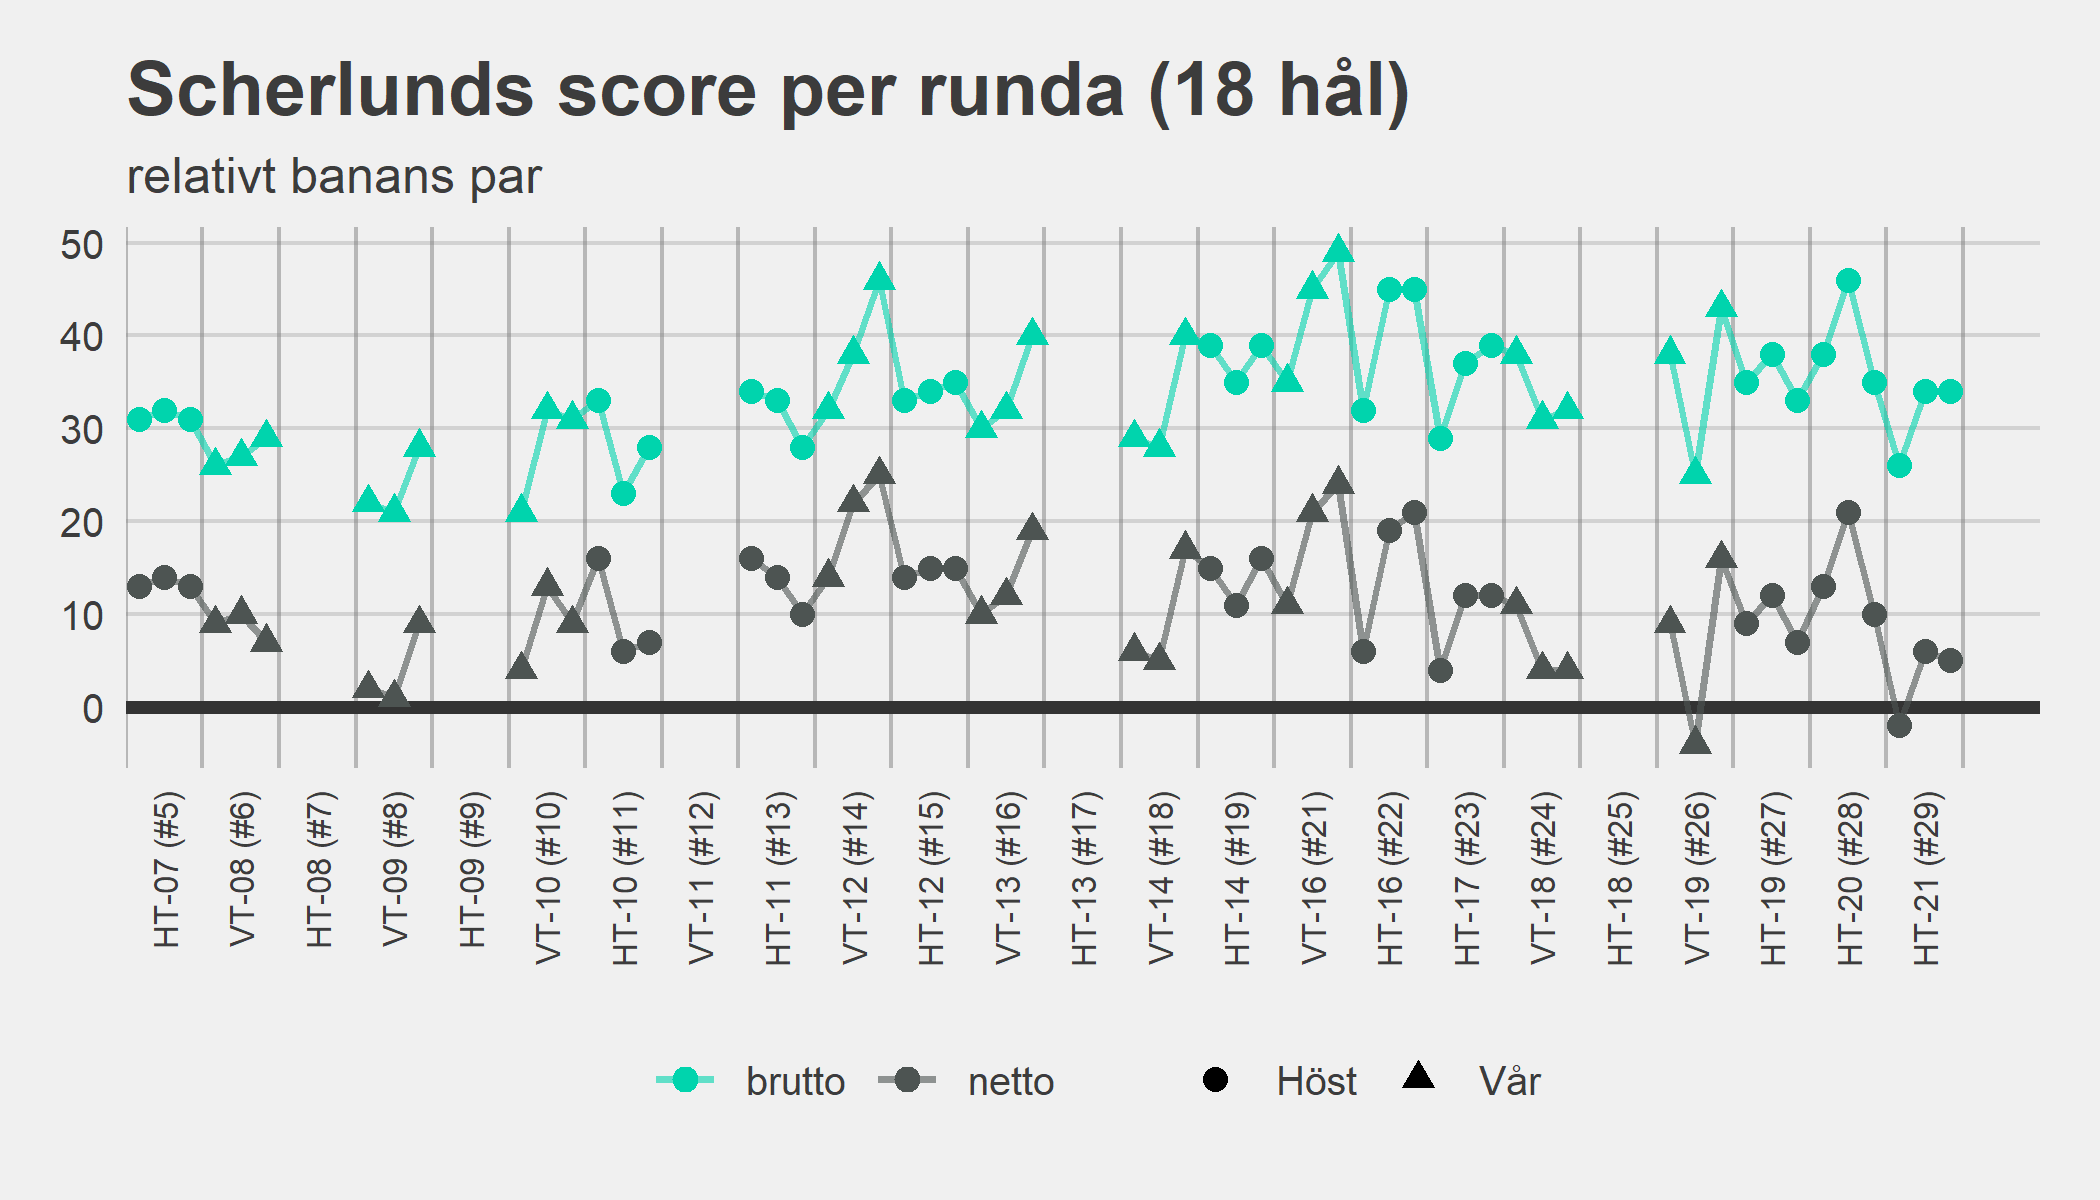 Scherlunds score per runda (18 hål)
relativt banans par
50
40
30
20
10
0
HT-07 (#5)
VT-08 (#6)
HT-08 (#7)
VT-09 (#8)
HT-09 (#9)
VT-10 (#10)
HT-10 (#11)
VT-11 (#12)
HT-11 (#13)
VT-12 (#14)
HT-12 (#15)
VT-13 (#16)
HT-13 (#17)
VT-14 (#18)
HT-14 (#19)
VT-16 (#21)
HT-16 (#22)
HT-17 (#23)
VT-18 (#24)
HT-18 (#25)
VT-19 (#26)
HT-19 (#27)
HT-20 (#28)
HT-21 (#29)
brutto netto Höst Vår